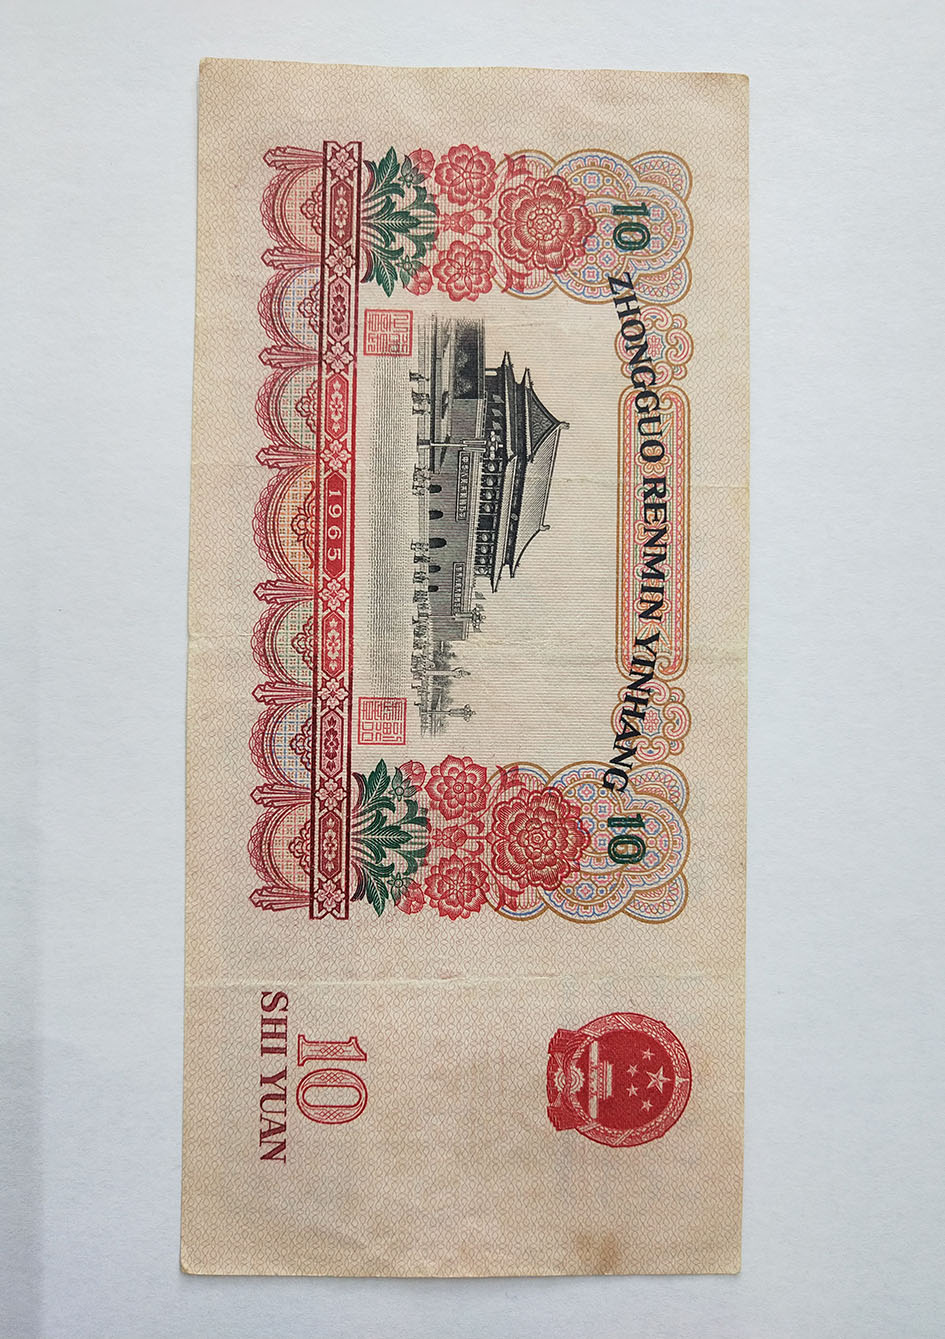 10 ZHONGGUO RENMIN YINHANG 10
1965
10
SHI YUAN